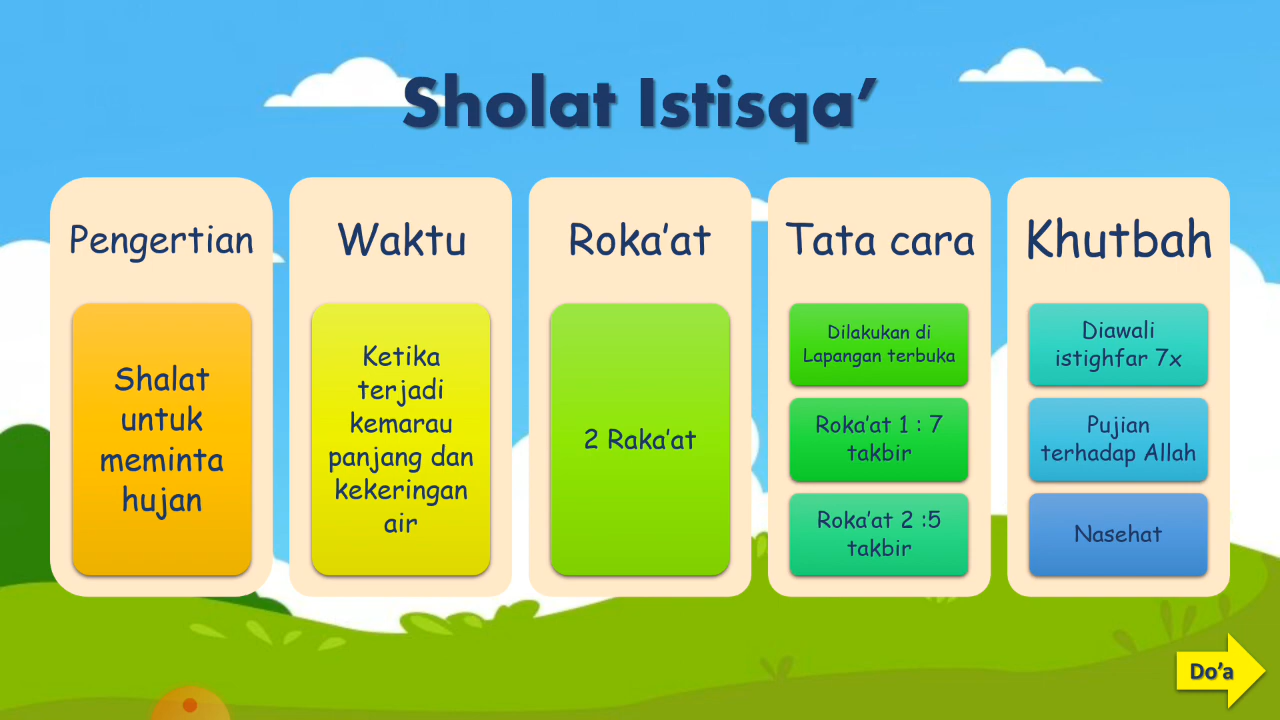 Sholat Istisqa’
Pengertian
Shalat
untuk
meminta
hujan
Waktu
Ketika
terjadi
kemarau
panjang dan
kekeringan
air
Roka’at
2 Raka’at
Tata cara
Dilakukan di
Lapangan terbuka
Roka’at 1 : 7
takbir
Roka’at 2 :5
takbir
Khutbah
Diawali
istighfar 7x
Pujian
terhadap Allah
Nasehat
Do’a